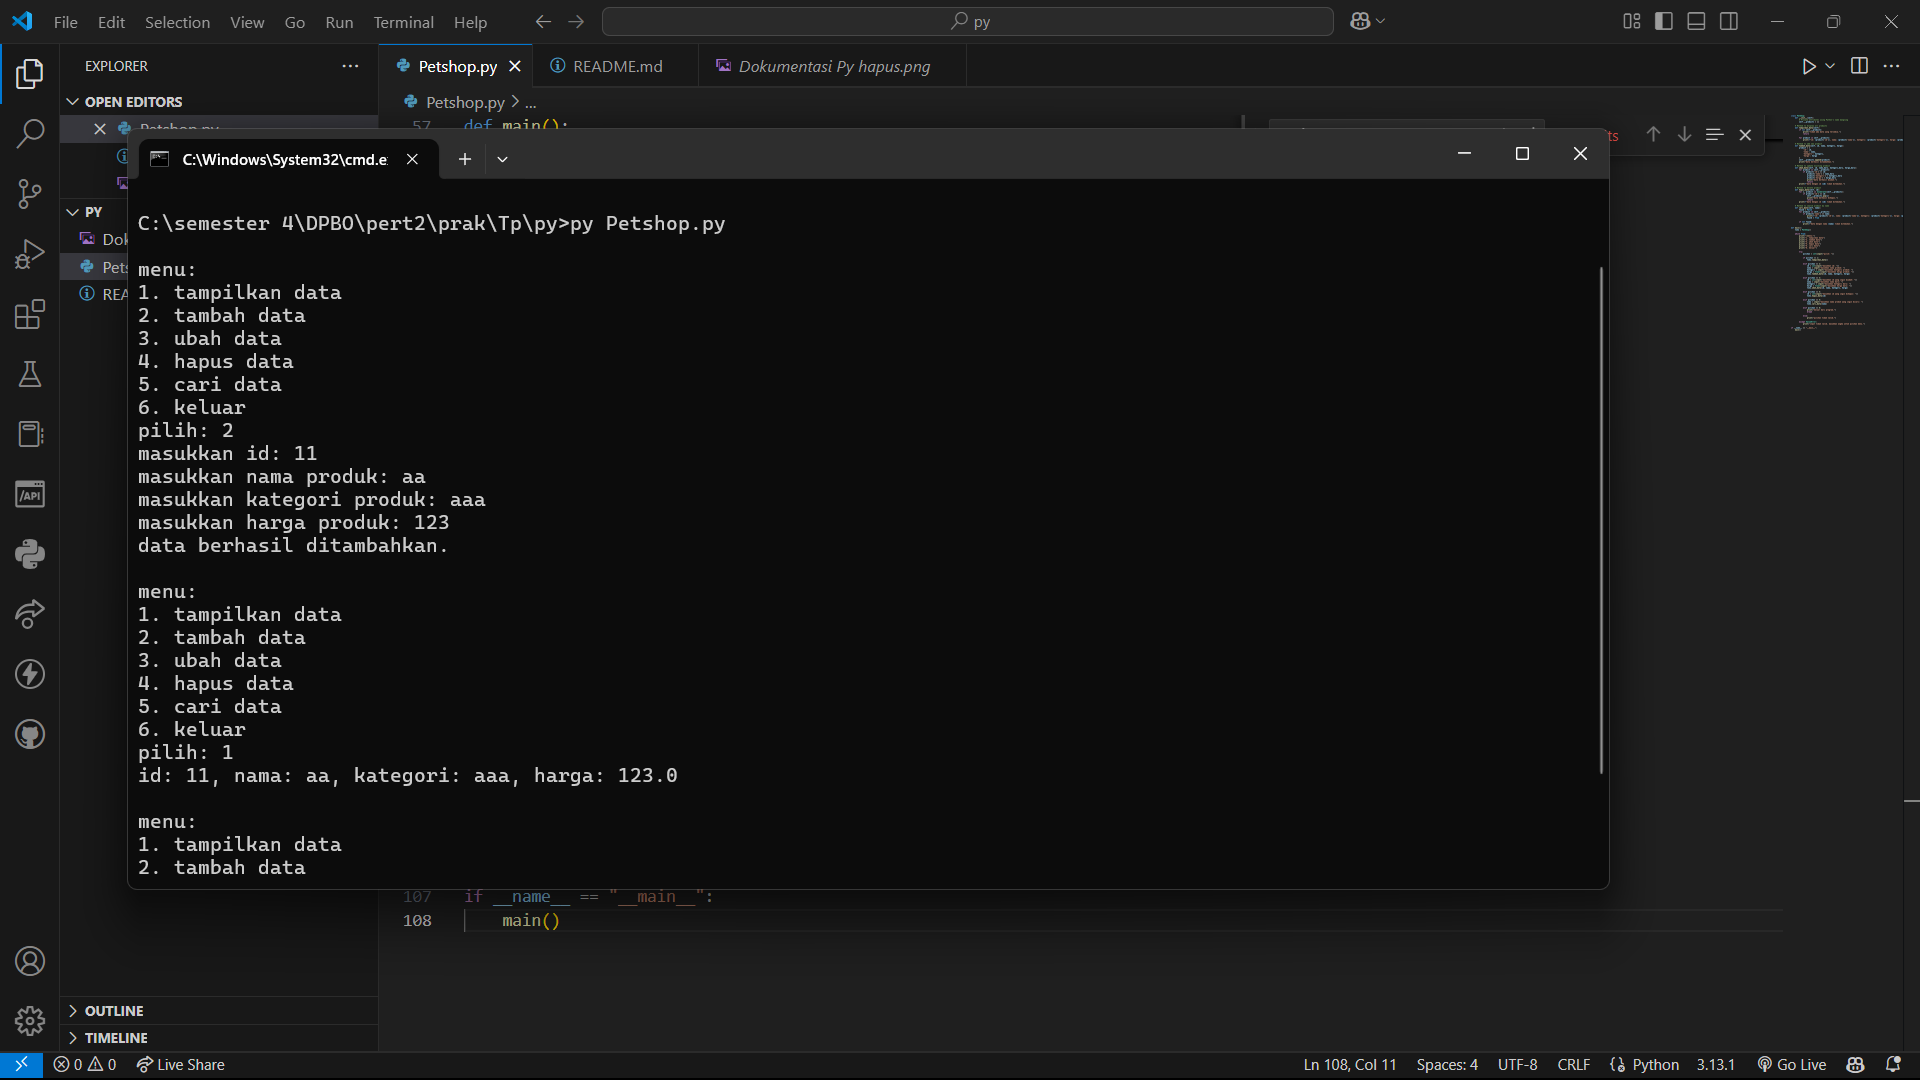 File Edit Selection View Go Run Terminal Help
py
EXPLORER
OPEN EDITORS
Petshop.py
PY
Dok
Pets
REA
OUTLINE
TIMELINE
Petshop.py
README.md
Dokumentasi Py hapus.png
Petshop.py > ...
57 def main():
C:\Windows\System32\cmd.e
C:\semester 4\DPBO\pert2\prak\Tp\py>py Petshop.py
menu:
1. tampilkan data
2. tambah data
3. ubah data
4. hapus data
5. cari data
6. keluar
pilih: 2
masukkan id: 11
masukkan nama produk: aa
masukkan kategori produk: aaa
masukkan harga produk: 123
data berhasil ditambahkan.
menu:
1. tampilkan data
2. tambah data
3. ubah data
4. hapus data
5. cari data
6. keluar
pilih: 1
id: 11, nama: aa, kategori: aaa, harga: 123.0
menu:
1. tampilkan data
2. tambah data
107 if __name__ == "__main__":
108 main()
0 0 Live Share
Ln 108, Col 11 Spaces: 4 UTF-8 CRLF Python 3.13.1 Go Live